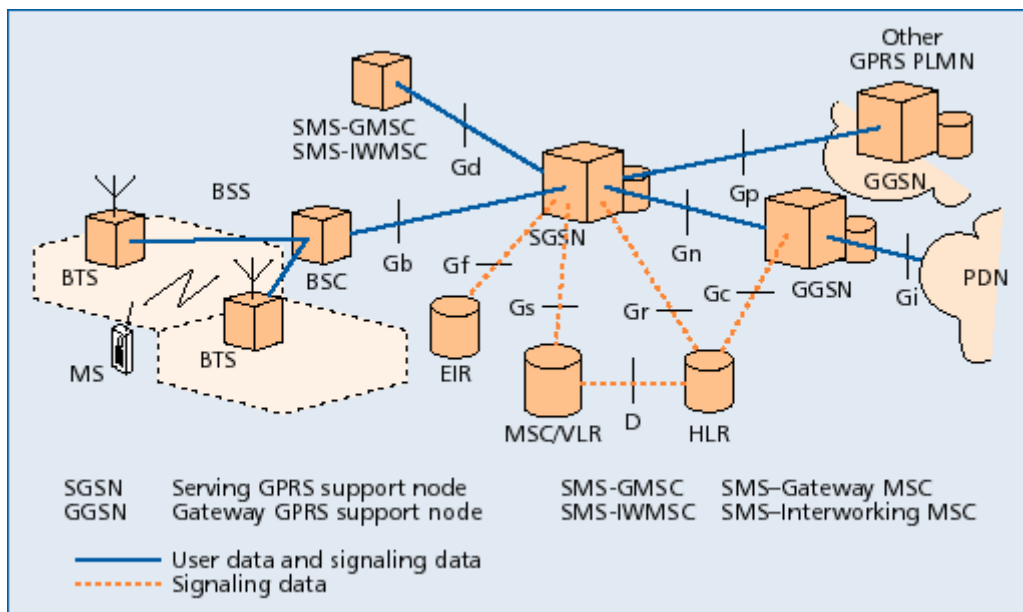 Other
GPRS PLMN
SMS-GMSC
SMS-IWMSC
Gd
Gp
GGSN
BSS
SGSN
BTS
BSC
Gb
Gf
Gn
Gc
GGSN
Gi
PDN
Gs
Gr
MS
BTS
EIR
MSC/VLR
D
HLR
SGSN Serving GPRS support node
GGSN Gateway GPRS support node
SMS-GMSC SMS–Gateway MSC
SMS-IWMSC SMS–Interworking MSC
User data and signaling data
Signaling data